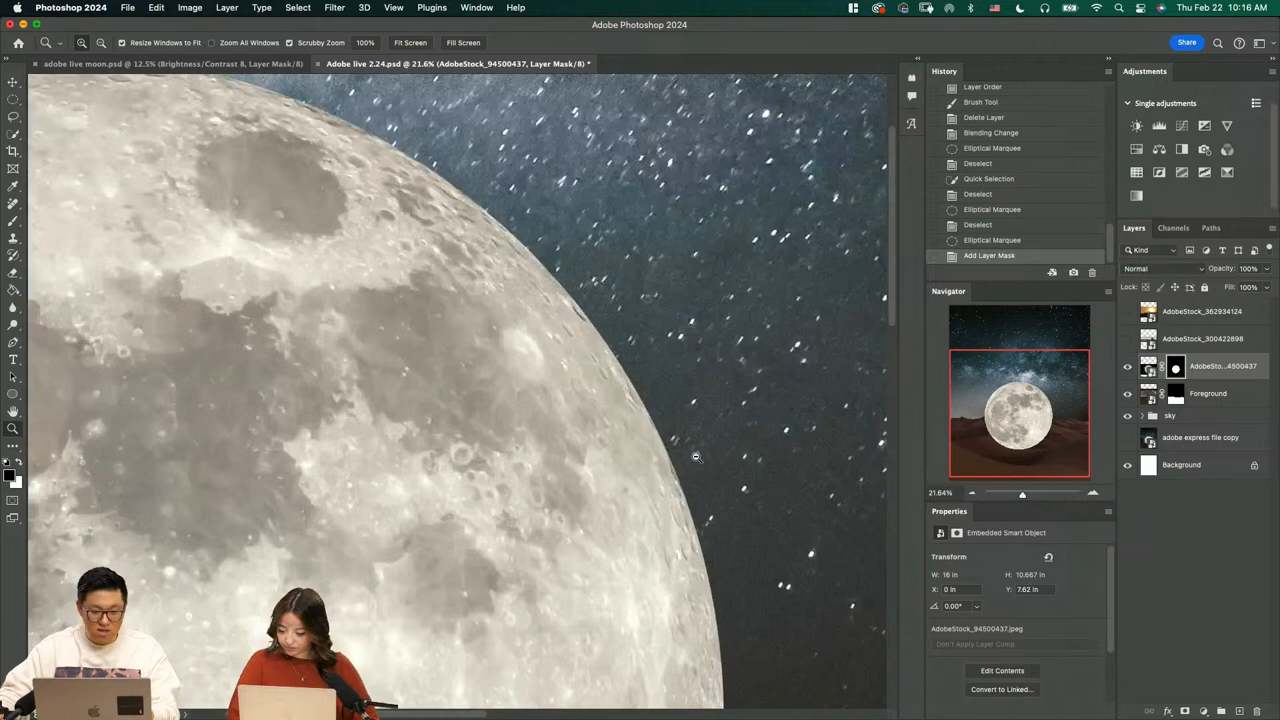 Photoshop 2024 File Edit Image Layer Type Select Filter 3D View Plugins Window Help
Thu Feb 22 10:16 AM
Adobe Photoshop 2024
Resize Windows to Fit Zoom All Windows Scrubby Zoom 100% Fit Screen Fill Screen
Share
adobe live moon.psd @ 12.5% (Brightness/Contrast 8, Layer Mask/8) *
Adobe live 2.24.psd @ 21.6% (AdobeStock_94500437, Layer Mask/8) *
History
Layer Order
Brush Tool
Delete Layer
Blending Change
Elliptical Marquee
Deselect
Quick Selection
Deselect
Elliptical Marquee
Deselect
Elliptical Marquee
Add Layer Mask
Navigator
21.64%
Properties
Embedded Smart Object
Transform
W: 16 in H: 10.667 in
X: 0 in Y: 7.62 in
0.00°
AdobeStock_94500437.jpeg
Don't Apply Layer Comp
Edit Contents
Convert to Linked...
Adjustments
Single adjustments
Layers Channels Paths
Kind
Normal Opacity: 100%
Lock: Fill: 100%
AdobeStock_362934124
AdobeStock_300422898
AdobeSto...4500437
Foreground
sky
adobe express file copy
Background